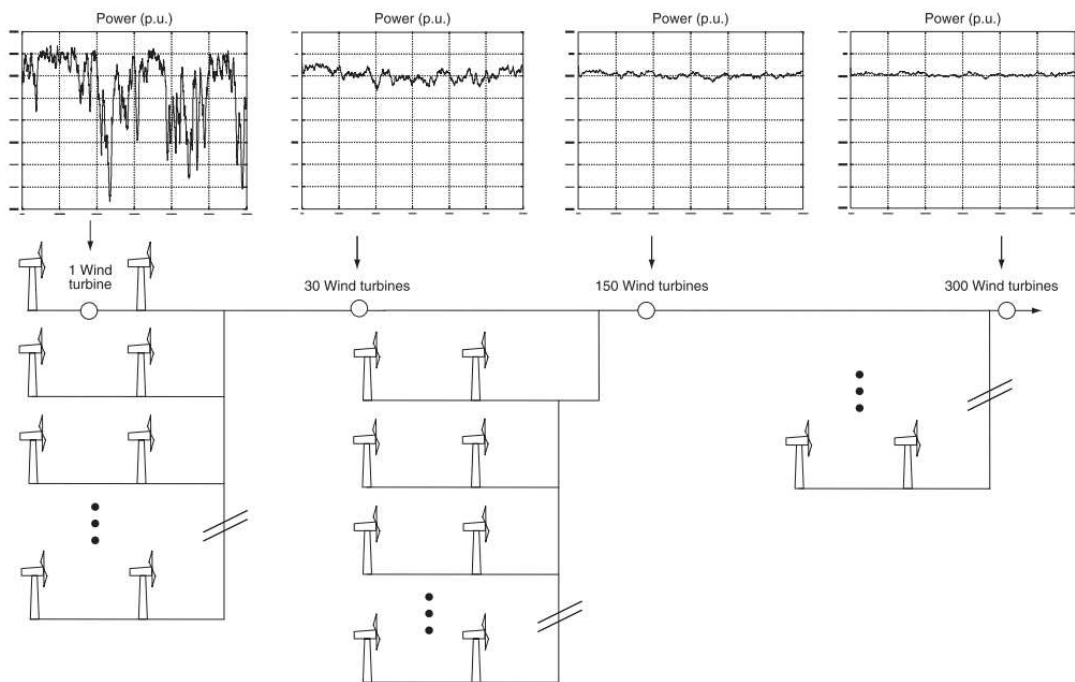 Power (p.u.)
Power (p.u.)
Power (p.u.)
Power (p.u.)
1 Wind
turbine
30 Wind turbines
150 Wind turbines
300 Wind turbines